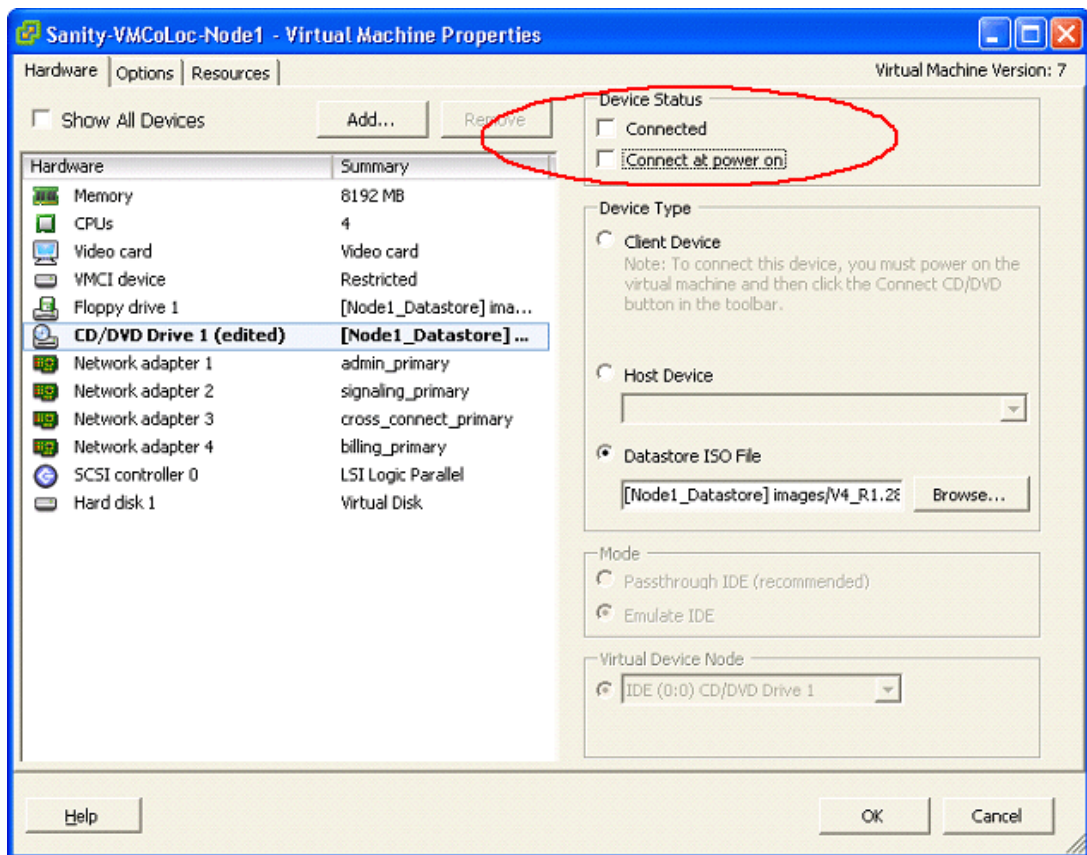 Sanity-VMCoLoc-Node1 - Virtual Machine Properties
Hardware Options Resources Virtual Machine Version: 7
Show All Devices Add... Remove
Hardware Summary
Memory 8192 MB
CPUs 4
Video card Video card
VMCI device Restricted
Floppy drive 1 [Node1_Datastore] ima...
CD/DVD Drive 1 (edited) [Node1_Datastore] ...
Network adapter 1 admin_primary
Network adapter 2 signaling_primary
Network adapter 3 cross_connect_primary
Network adapter 4 billing_primary
SCSI controller 0 LSI Logic Parallel
Hard disk 1 Virtual Disk
Device Status
Connected
Connect at power on
Device Type
Client Device
Note: To connect this device, you must power on the
virtual machine and then click the Connect CD/DVD
button in the toolbar.
Host Device
Datastore ISO File
[Node1_Datastore] images/V4_R1.28 Browse...
Mode
Passthrough IDE (recommended)
Emulate IDE
Virtual Device Node
IDE (0:0) CD/DVD Drive 1
Help OK Cancel